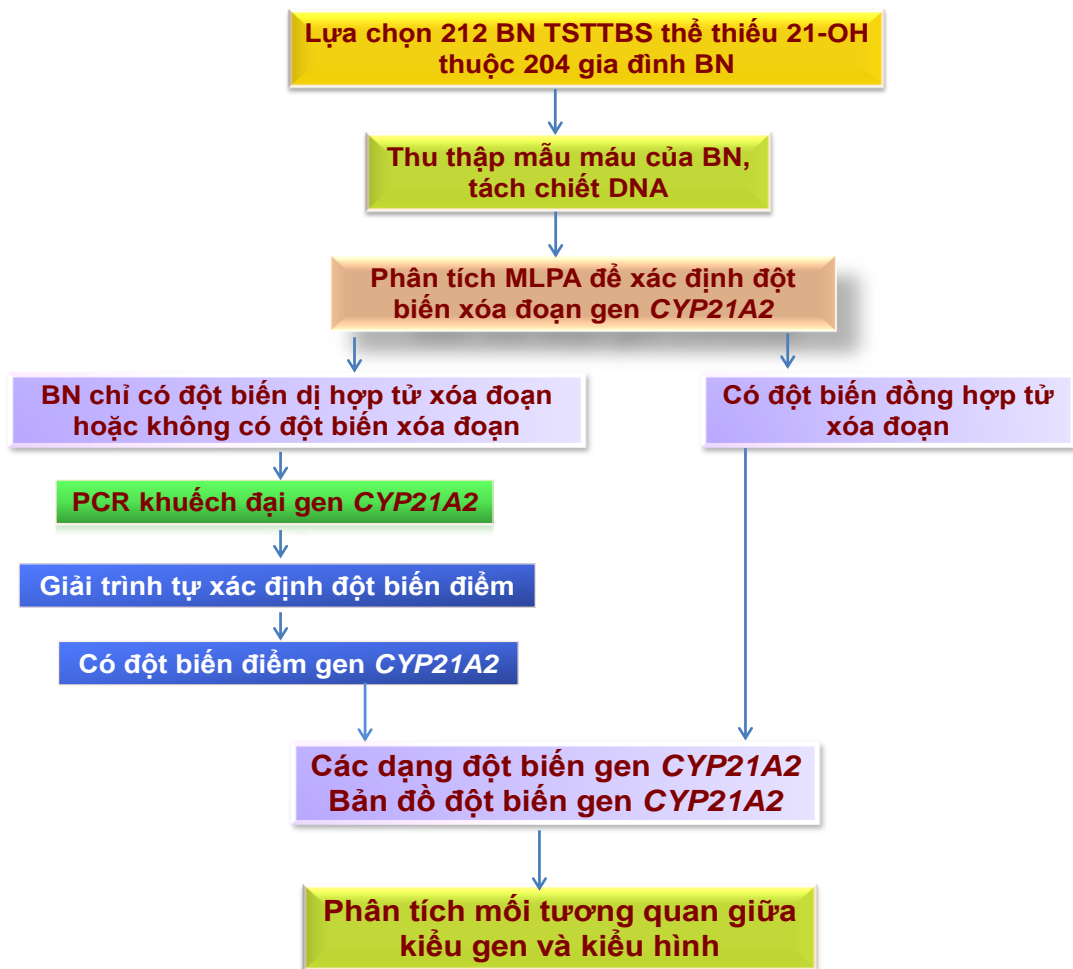 Lựa chọn 212 BN TSTTBS thể thiếu 21-OH
thuộc 204 gia đình BN
Thu thập mẫu máu của BN,
tách chiết DNA
Phân tích MLPA để xác định đột
biến xóa đoạn gen CYP21A2
BN chỉ có đột biến dị hợp tử xóa đoạn
hoặc không có đột biến xóa đoạn
Có đột biến đồng hợp tử
xóa đoạn
PCR khuếch đại gen CYP21A2
Giải trình tự xác định đột biến điểm
Có đột biến điểm gen CYP21A2
Các dạng đột biến gen CYP21A2
Bản đồ đột biến gen CYP21A2
Phân tích mối tương quan giữa
kiểu gen và kiểu hình